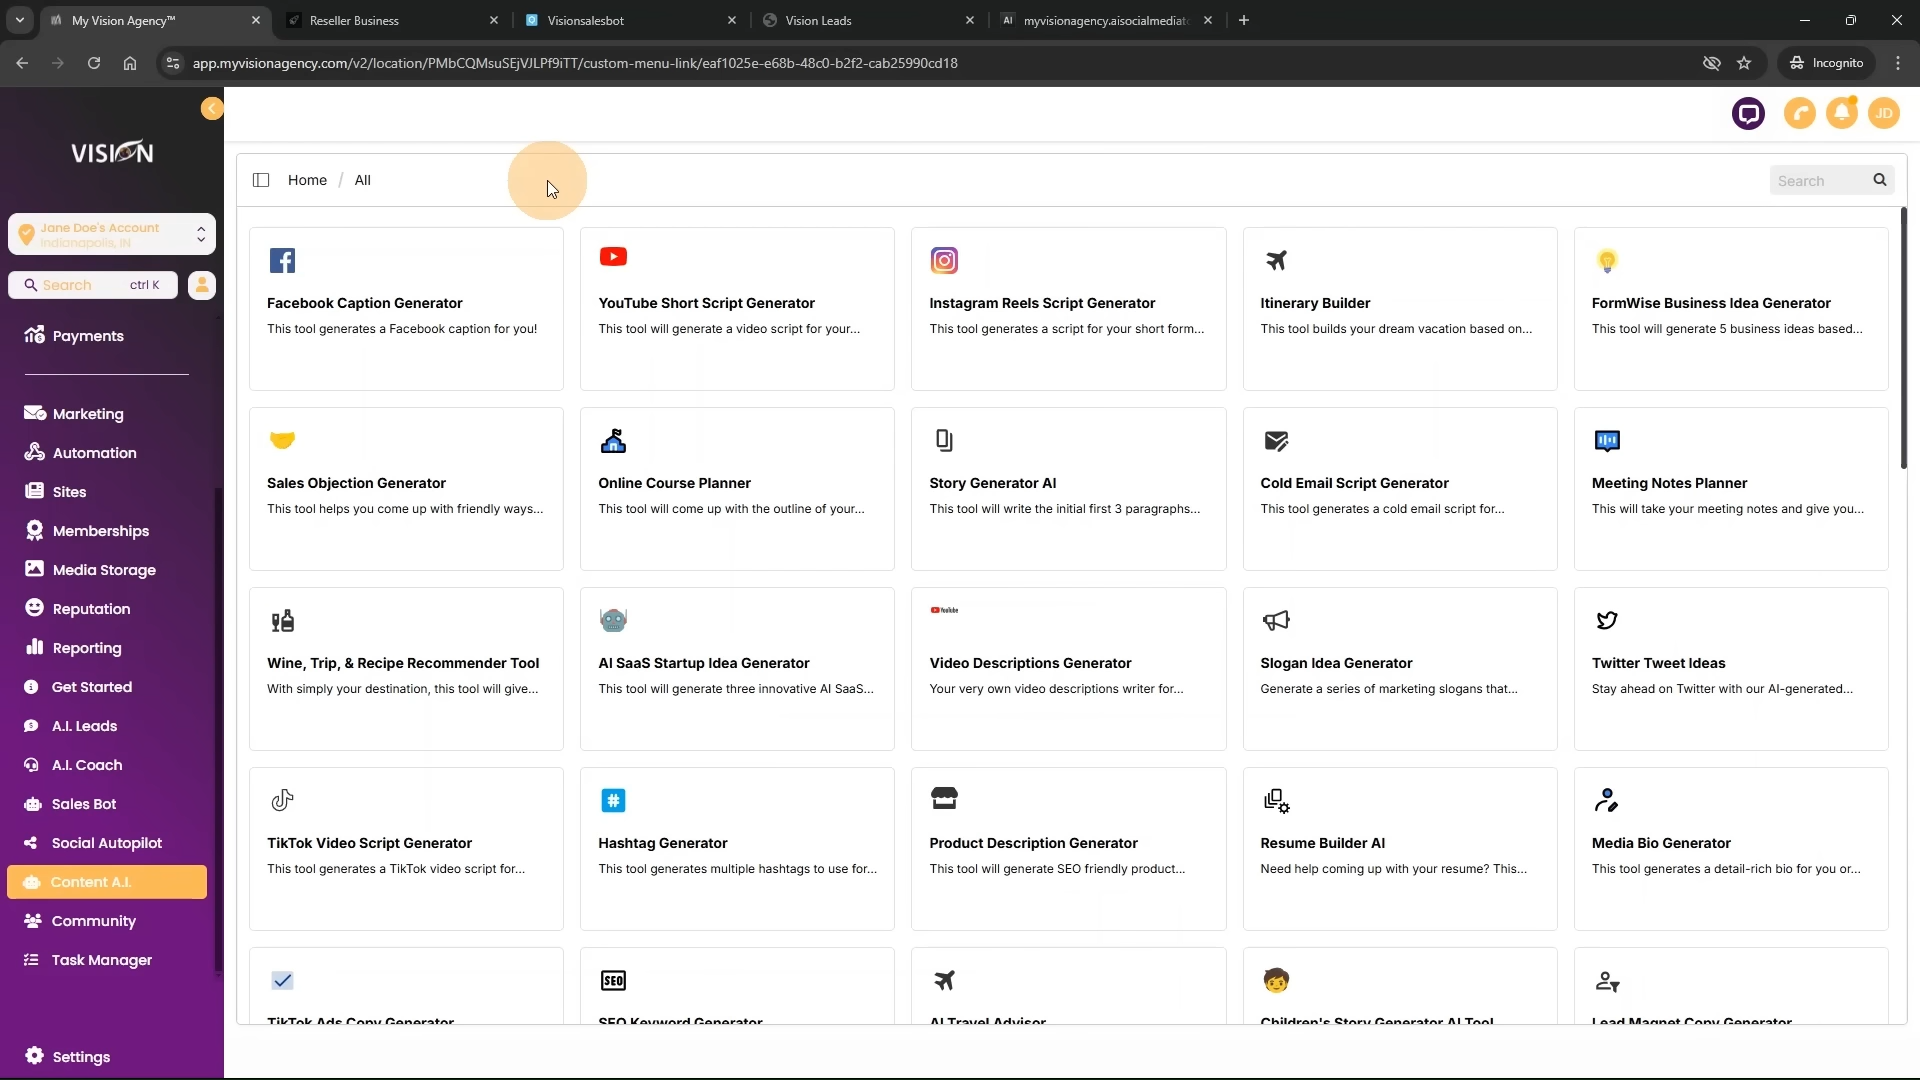 My Vision Agency™
Reseller Business
Visionsalesbot
Vision Leads
AI myvisionagency.aisocialmediat
app.myvisionagency.com/v2/location/PMbCQMsuSEjVJLPf9iTT/custom-menu-link/eaf1025e-e68b-48c0-b2f2-cab25990cd18
Incognito
VISION
JD
Home / All
Search
Jane Doe's Account
Indianapolis, IN
Search ctrl K
Payments
Marketing
Automation
Sites
Memberships
Media Storage
Reputation
Reporting
Get Started
A.I. Leads
A.I. Coach
Sales Bot
Social Autopilot
Content A.I.
Community
Task Manager
Settings
Facebook Caption Generator
This tool generates a Facebook caption for you!
YouTube Short Script Generator
This tool will generate a video script for your...
Instagram Reels Script Generator
This tool generates a script for your short form...
Itinerary Builder
This tool builds your dream vacation based on...
FormWise Business Idea Generator
This tool will generate 5 business ideas based...
Sales Objection Generator
This tool helps you come up with friendly ways...
Online Course Planner
This tool will come up with the outline of your...
Story Generator AI
This tool will write the initial first 3 paragraphs...
Cold Email Script Generator
This tool generates a cold email script for...
Meeting Notes Planner
This will take your meeting notes and give you...
Wine, Trip, & Recipe Recommender Tool
With simply your destination, this tool will give...
AI SaaS Startup Idea Generator
This tool will generate three innovative AI SaaS...
YouTube
Video Descriptions Generator
Your very own video descriptions writer for...
Slogan Idea Generator
Generate a series of marketing slogans that...
Twitter Tweet Ideas
Stay ahead on Twitter with our AI-generated...
TikTok Video Script Generator
This tool generates a TikTok video script for...
#
Hashtag Generator
This tool generates multiple hashtags to use for...
Product Description Generator
This tool will generate SEO friendly product...
Resume Builder AI
Need help coming up with your resume? This...
Media Bio Generator
This tool generates a detail-rich bio for you or...
TikTok Ads Copy Generator
SEO
SEO Keyword Generator
AI Travel Advisor
Children's Story Generator AI Tool
Lead Magnet Copy Generator